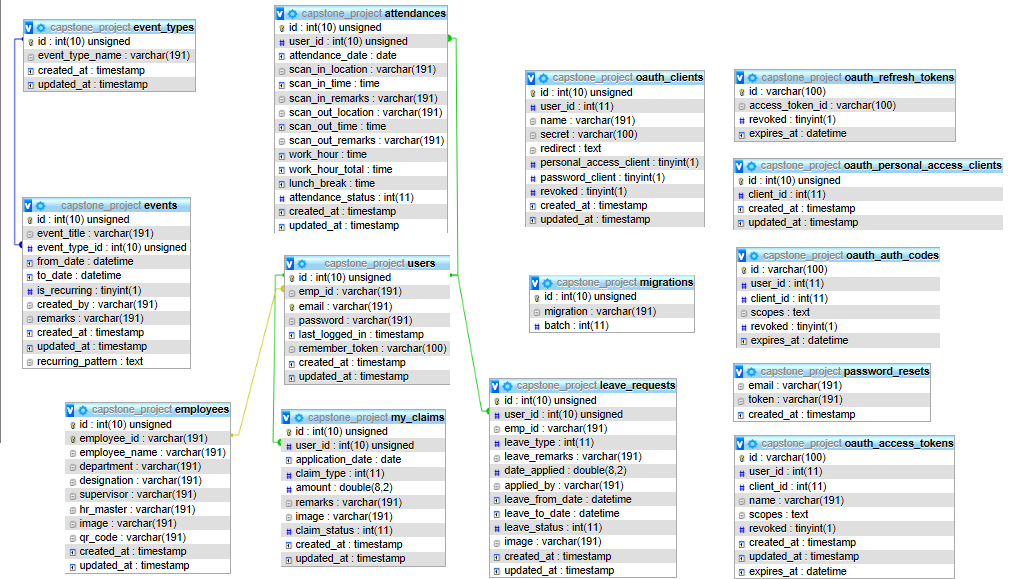 capstone_project event_types
id : int(10) unsigned
event_type_name : varchar(191)
created_at : timestamp
updated_at : timestamp
capstone_project events
id : int(10) unsigned
event_title : varchar(191)
event_type_id : int(10) unsigned
from_date : datetime
to_date : datetime
is_recurring : tinyint(1)
created_by : varchar(191)
remarks : varchar(191)
created_at : timestamp
updated_at : timestamp
recurring_pattern : text
capstone_project employees
id : int(10) unsigned
employee_id : varchar(191)
employee_name : varchar(191)
department : varchar(191)
designation : varchar(191)
supervisor : varchar(191)
hr_master : varchar(191)
image : varchar(191)
qr_code : varchar(191)
created_at : timestamp
updated_at : timestamp
capstone_project attendances
id : int(10) unsigned
user_id : int(10) unsigned
attendance_date : date
scan_in_location : varchar(191)
scan_in_time : time
scan_in_remarks : varchar(191)
scan_out_location : varchar(191)
scan_out_time : time
scan_out_remarks : varchar(191)
work_hour : time
work_hour_total : time
lunch_break : time
attendance_status : int(11)
created_at : timestamp
updated_at : timestamp
capstone_project users
id : int(10) unsigned
emp_id : varchar(191)
email : varchar(191)
password : varchar(191)
last_logged_in : timestamp
remember_token : varchar(100)
created_at : timestamp
updated_at : timestamp
capstone_project my_claims
id : int(10) unsigned
user_id : int(10) unsigned
application_date : date
claim_type : int(11)
amount : double(8,2)
remarks : varchar(191)
image : varchar(191)
claim_status : int(11)
created_at : timestamp
updated_at : timestamp
capstone_project oauth_clients
id : int(10) unsigned
user_id : int(11)
name : varchar(191)
secret : varchar(100)
redirect : text
personal_access_client : tinyint(1)
password_client : tinyint(1)
revoked : tinyint(1)
created_at : timestamp
updated_at : timestamp
capstone_project migrations
id : int(10) unsigned
migration : varchar(191)
batch : int(11)
capstone_project leave_requests
id : int(10) unsigned
user_id : int(10) unsigned
emp_id : varchar(191)
leave_type : int(11)
leave_remarks : varchar(191)
date_applied : double(8,2)
applied_by : varchar(191)
leave_from_date : datetime
leave_to_date : datetime
leave_status : int(11)
image : varchar(191)
created_at : timestamp
updated_at : timestamp
capstone_project oauth_refresh_tokens
id : varchar(100)
access_token_id : varchar(100)
revoked : tinyint(1)
expires_at : datetime
capstone_project oauth_personal_access_clients
id : int(10) unsigned
client_id : int(11)
created_at : timestamp
updated_at : timestamp
capstone_project oauth_auth_codes
id : varchar(100)
user_id : int(11)
client_id : int(11)
scopes : text
revoked : tinyint(1)
expires_at : datetime
capstone_project password_resets
email : varchar(191)
token : varchar(191)
created_at : timestamp
capstone_project oauth_access_tokens
id : varchar(100)
user_id : int(11)
client_id : int(11)
name : varchar(191)
scopes : text
revoked : tinyint(1)
created_at : timestamp
updated_at : timestamp
expires_at : datetime